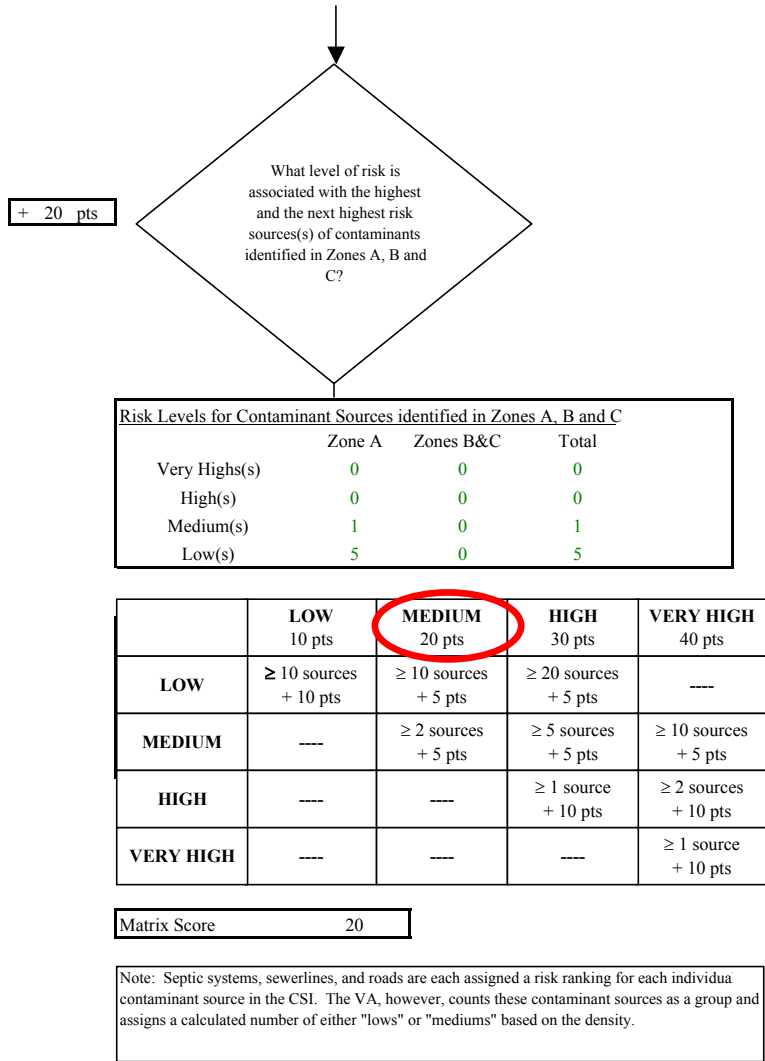 What level of risk is
associated with the highest
and the next highest risk
sources(s) of contaminants
identified in Zones A, B and
C?
+ 20 pts
Risk Levels for Contaminant Sources identified in Zones A, B and C
Zone A Zones B&C Total
Very Highs(s) 0 0 0
High(s) 0 0 0
Medium(s) 1 0 1
Low(s) 5 0 5
LOW MEDIUM HIGH VERY HIGH
10 pts 20 pts 30 pts 40 pts
LOW ≥ 10 sources ≥ 10 sources ≥ 20 sources ----
+ 10 pts + 5 pts + 5 pts
MEDIUM ---- ≥ 2 sources ≥ 5 sources ≥ 10 sources
+ 5 pts + 5 pts + 5 pts
HIGH ---- ---- ≥ 1 source ≥ 2 sources
+ 10 pts + 10 pts
VERY HIGH ---- ---- ---- ≥ 1 source
+ 10 pts
Matrix Score 20
Note: Septic systems, sewerlines, and roads are each assigned a risk ranking for each individua
contaminant source in the CSI. The VA, however, counts these contaminant sources as a group and
assigns a calculated number of either "lows" or "mediums" based on the density.